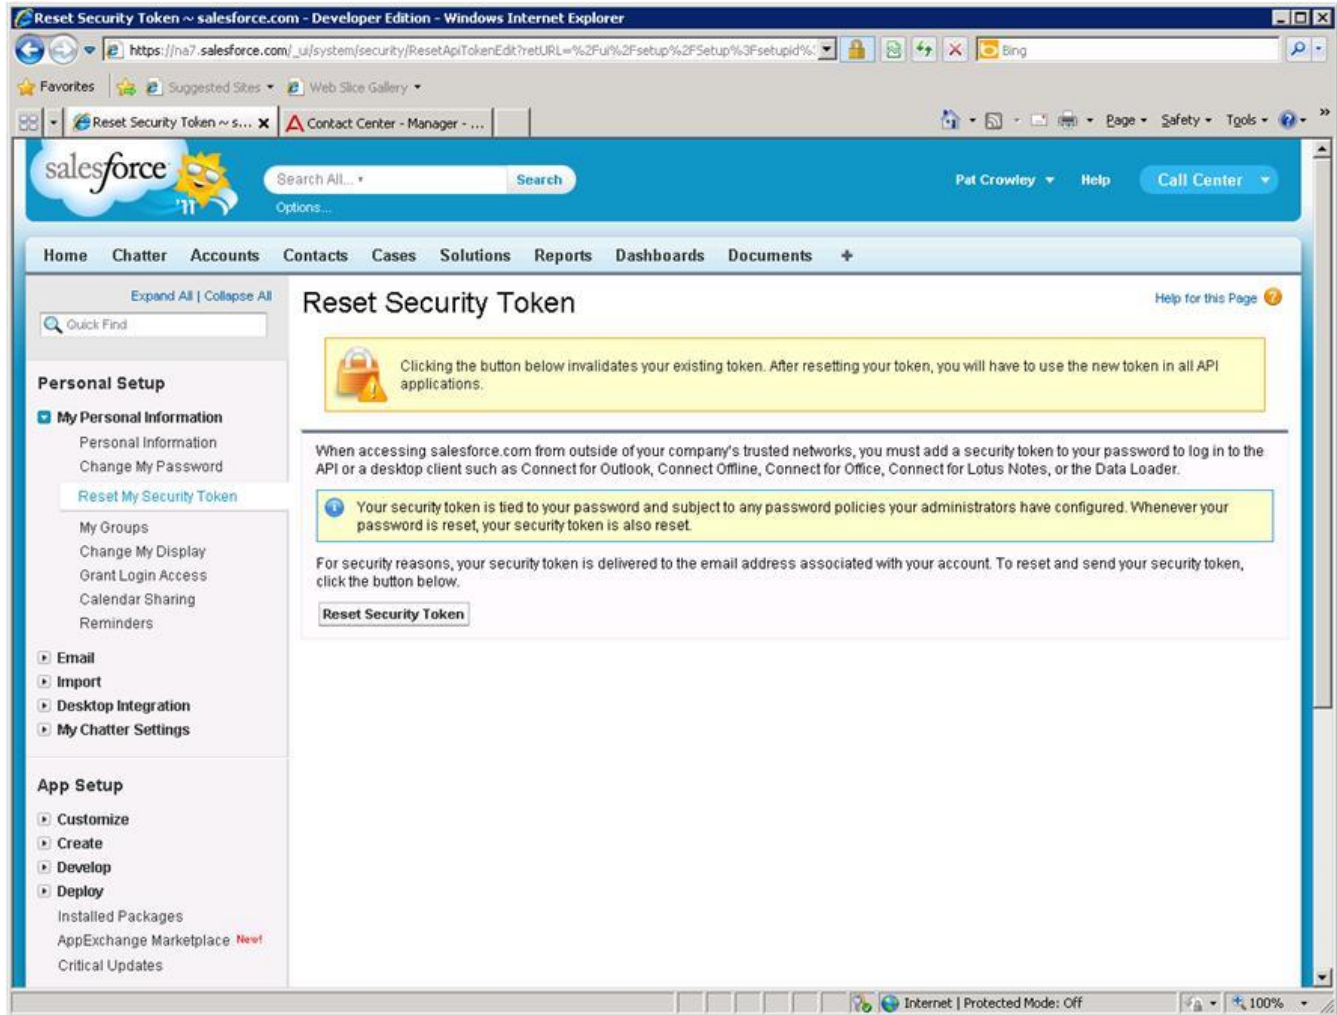 Reset Security Token ~ salesforce.com - Developer Edition - Windows Internet Explorer
https://na7.salesforce.com/_ui/system/security/ResetApiTokenEdit?retURL=%2Fui%2Fsetup%2FSetup%3Fsetupid%
Bing
Favorites Suggested Sites Web Slice Gallery
Reset Security Token ~ s... X Contact Center - Manager - ... Page Safety Tools »
salesforce '11
Search All... Search
Options...
Pat Crowley Help Call Center
Home Chatter Accounts Contacts Cases Solutions Reports Dashboards Documents +
Expand All | Collapse All
Quick Find
Personal Setup
My Personal Information
Personal Information
Change My Password
Reset My Security Token
My Groups
Change My Display
Grant Login Access
Calendar Sharing
Reminders
Email
Import
Desktop Integration
My Chatter Settings
App Setup
Customize
Create
Develop
Deploy
Installed Packages
AppExchange Marketplace New!
Critical Updates
Reset Security Token
Help for this Page
Clicking the button below invalidates your existing token. After resetting your token, you will have to use the new token in all API
applications.
When accessing salesforce.com from outside of your company's trusted networks, you must add a security token to your password to log in to the
API or a desktop client such as Connect for Outlook, Connect Offline, Connect for Office, Connect for Lotus Notes, or the Data Loader.
Your security token is tied to your password and subject to any password policies your administrators have configured. Whenever your
password is reset, your security token is also reset.
For security reasons, your security token is delivered to the email address associated with your account. To reset and send your security token,
click the button below.
Reset Security Token
Internet | Protected Mode: Off 100%